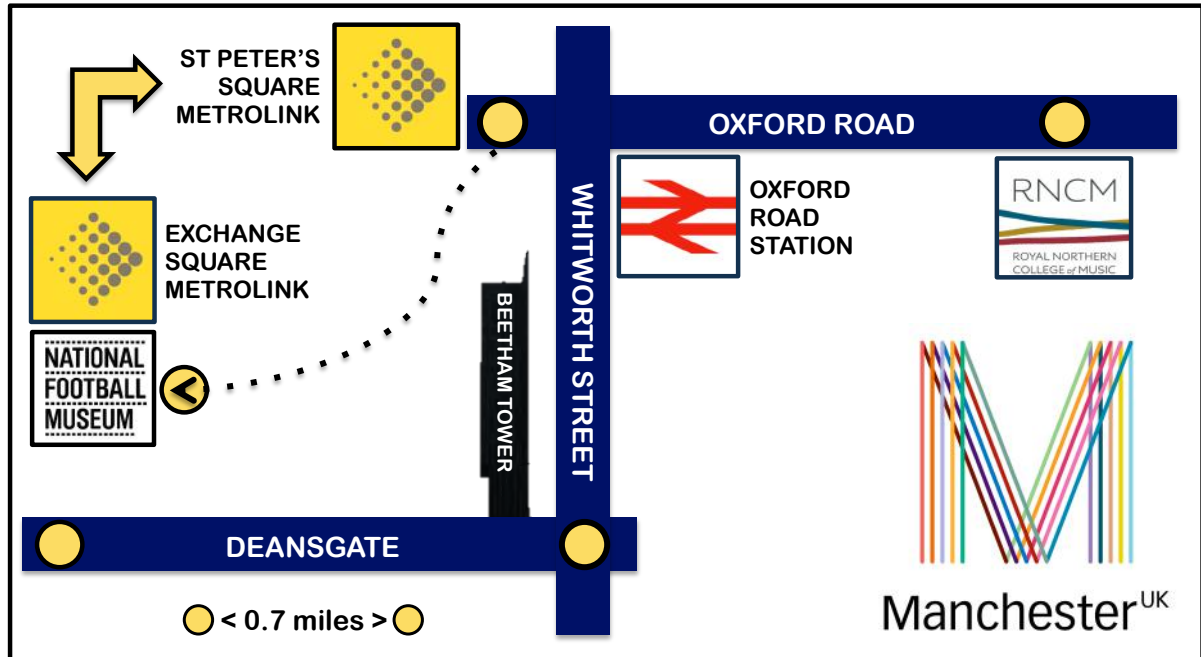 ST PETER'S
SQUARE
METROLINK
OXFORD ROAD
EXCHANGE
SQUARE
METROLINK
OXFORD
ROAD
STATION
RNCM
ROYAL NORTHERN
COLLEGE of MUSIC
WHITWORTH STREET
BEETHAM TOWER
NATIONAL
FOOTBALL
MUSEUM
DEANSGATE
< 0.7 miles >
Manchester UK